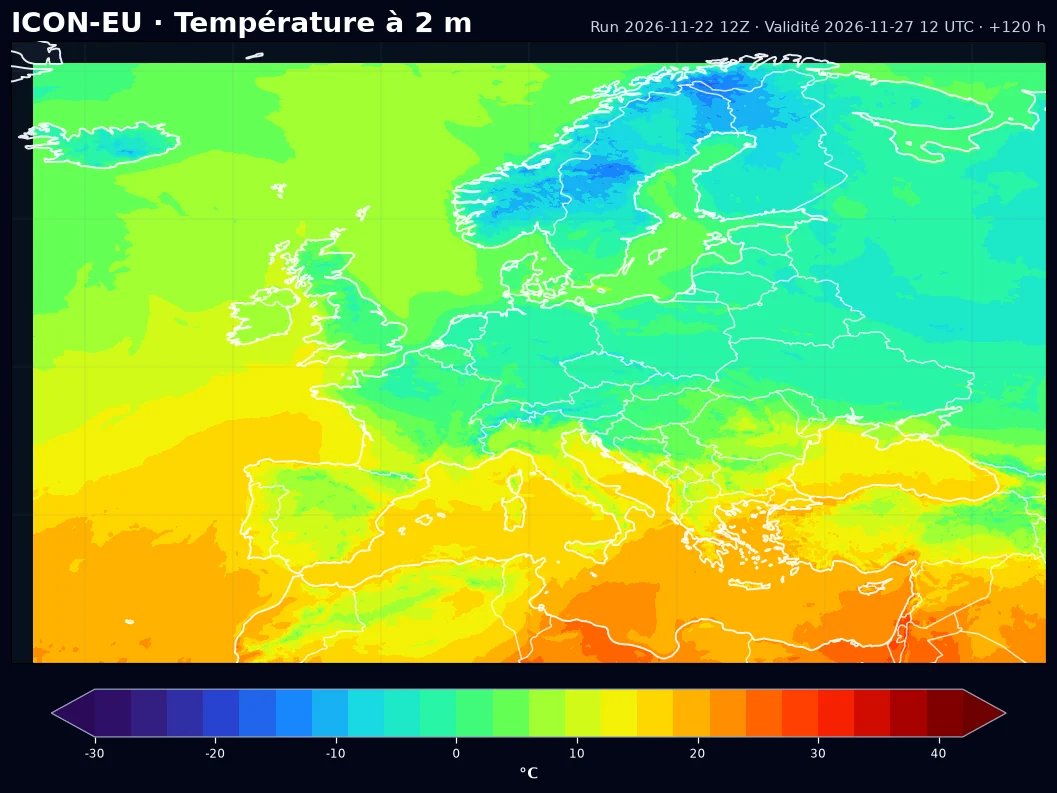 ICON-EU · Température à 2 m
Run 2026-11-22 12Z · Validité 2026-11-27 12 UTC · +120 h
-30 -20 -10 0 10 20 30 40
°C